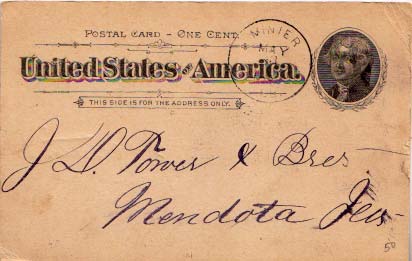 POSTAL CARD - ONE CENT.
United States of America.
THIS SIDE IS FOR THE ADDRESS ONLY.
MINIER
MAY
J D. Tower & Bros
Mendota Ills
50